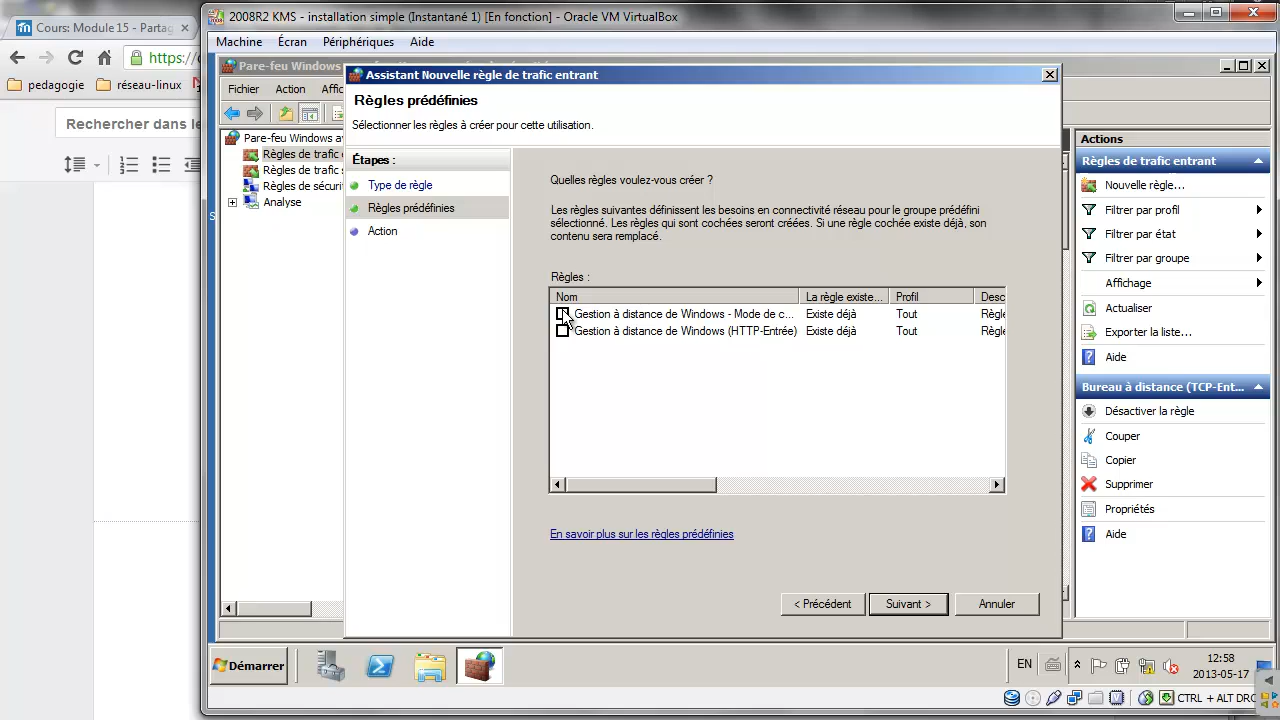 2008R2 KMS - installation simple (Instantané 1) [En fonction] - Oracle VM VirtualBox
Cours: Module 15 - Partag
Machine Écran Périphériques Aide
https://
pedagogie réseau-linux
Rechercher dans le
Pare-feu Windows
Fichier Action Affi
Pare-feu Windows av
Règles de trafic
Règles de trafic
Règles de sécuri
Analyse
Assistant Nouvelle règle de trafic entrant
Règles prédéfinies
Sélectionner les règles à créer pour cette utilisation.
Étapes :
Type de règle
Règles prédéfinies
Action
Quelles règles voulez-vous créer ?
Les règles suivantes définissent les besoins en connectivité réseau pour le groupe prédéfini
sélectionné. Les règles qui sont cochées seront créées. Si une règle cochée existe déjà, son
contenu sera remplacé.
Règles :
Nom La règle existe... Profil Desc
Gestion à distance de Windows - Mode de c... Existe déjà Tout Règle
Gestion à distance de Windows (HTTP-Entrée) Existe déjà Tout Règle
En savoir plus sur les règles prédéfinies
< Précédent Suivant > Annuler
Actions
Règles de trafic entrant
Nouvelle règle...
Filtrer par profil
Filtrer par état
Filtrer par groupe
Affichage
Actualiser
Exporter la liste...
Aide
Bureau à distance (TCP-Ent...
Désactiver la règle
Couper
Copier
Supprimer
Propriétés
Aide
Démarrer
EN
12:58
2013-05-17
CTRL + ALT DRO